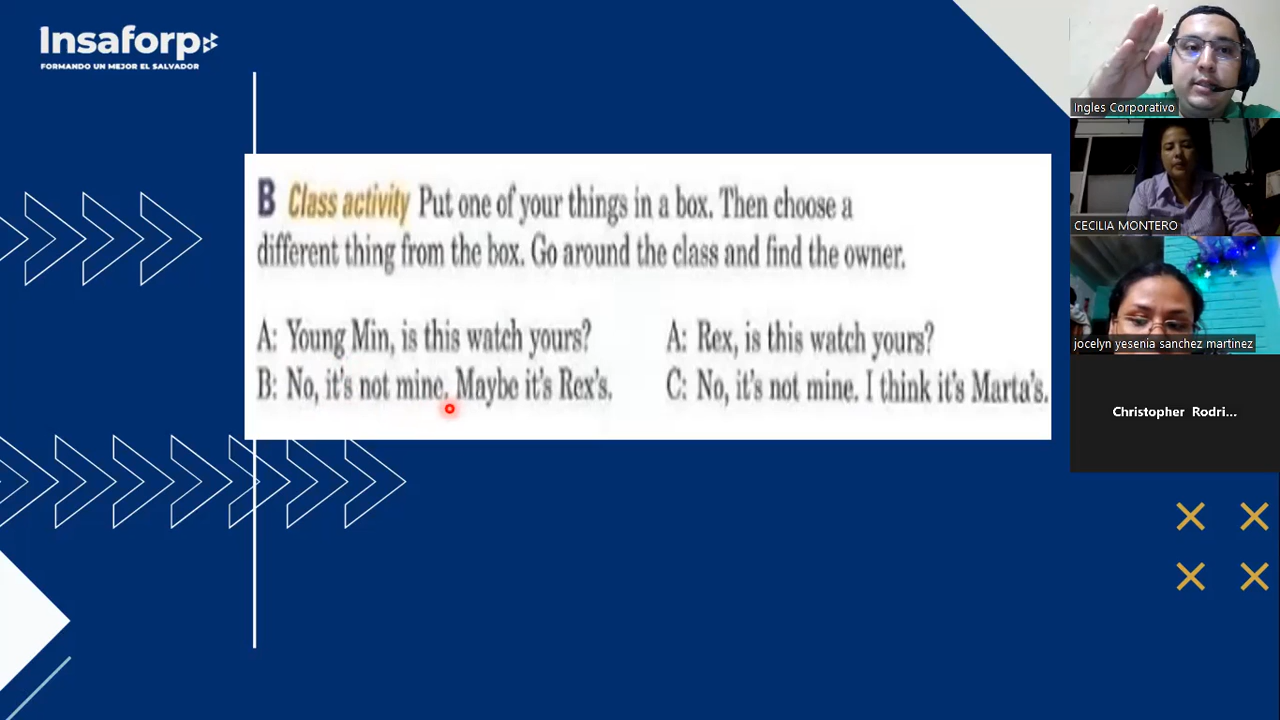 Insaforp
FORMANDO UN MEJOR EL SALVADOR
B Class activity Put one of your things in a box. Then choose a
different thing from the box. Go around the class and find the owner.
A: Young Min, is this watch yours?
B: No, it's not mine. Maybe it's Rex's.
A: Rex, is this watch yours?
C: No, it's not mine. I think it's Marta's.
Ingles Corporativo
CECILIA MONTERO
jocelyn yesenia sanchez martinez
Christopher Rodri...